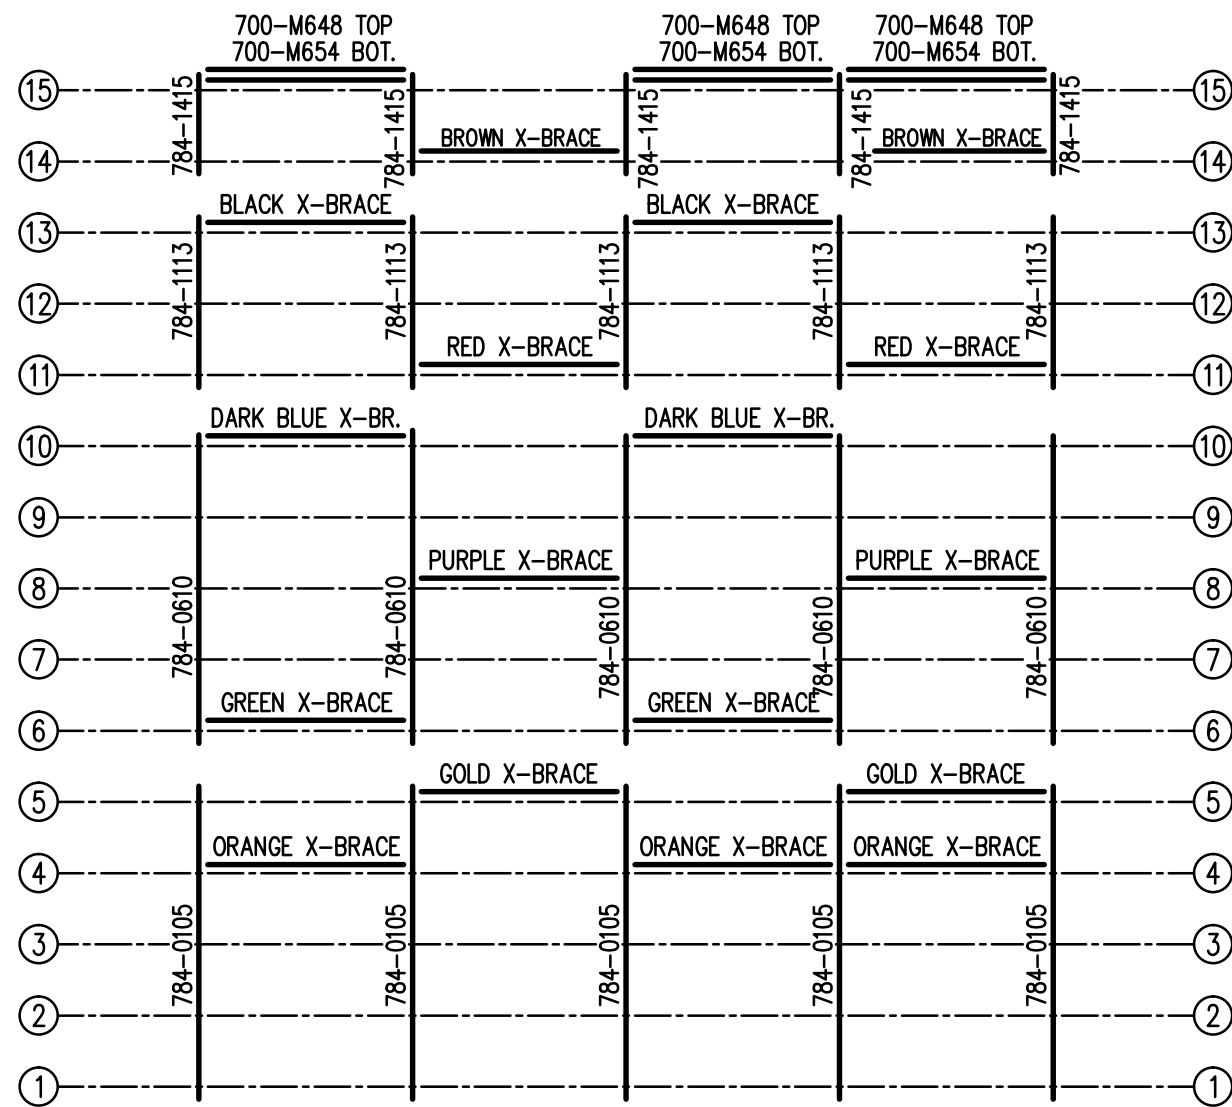 700-M648 TOP
700-M654 BOT.
700-M648 TOP
700-M654 BOT.
700-M648 TOP
700-M654 BOT.
15
15
784-1415
784-1415
784-1415
784-1415
784-1415
BROWN X-BRACE
BROWN X-BRACE
14
14
BLACK X-BRACE
BLACK X-BRACE
13
13
784-1113
784-1113
784-1113
784-1113
784-1113
12
12
RED X-BRACE
RED X-BRACE
11
11
DARK BLUE X-BR.
DARK BLUE X-BR.
10
10
9
9
PURPLE X-BRACE
PURPLE X-BRACE
8
8
784-0610
784-0610
784-0610
784-0610
784-0610
7
7
GREEN X-BRACE
GREEN X-BRACE
6
6
GOLD X-BRACE
GOLD X-BRACE
5
5
ORANGE X-BRACE
ORANGE X-BRACE
ORANGE X-BRACE
4
4
784-0105
784-0105
784-0105
784-0105
784-0105
3
3
2
2
1
1